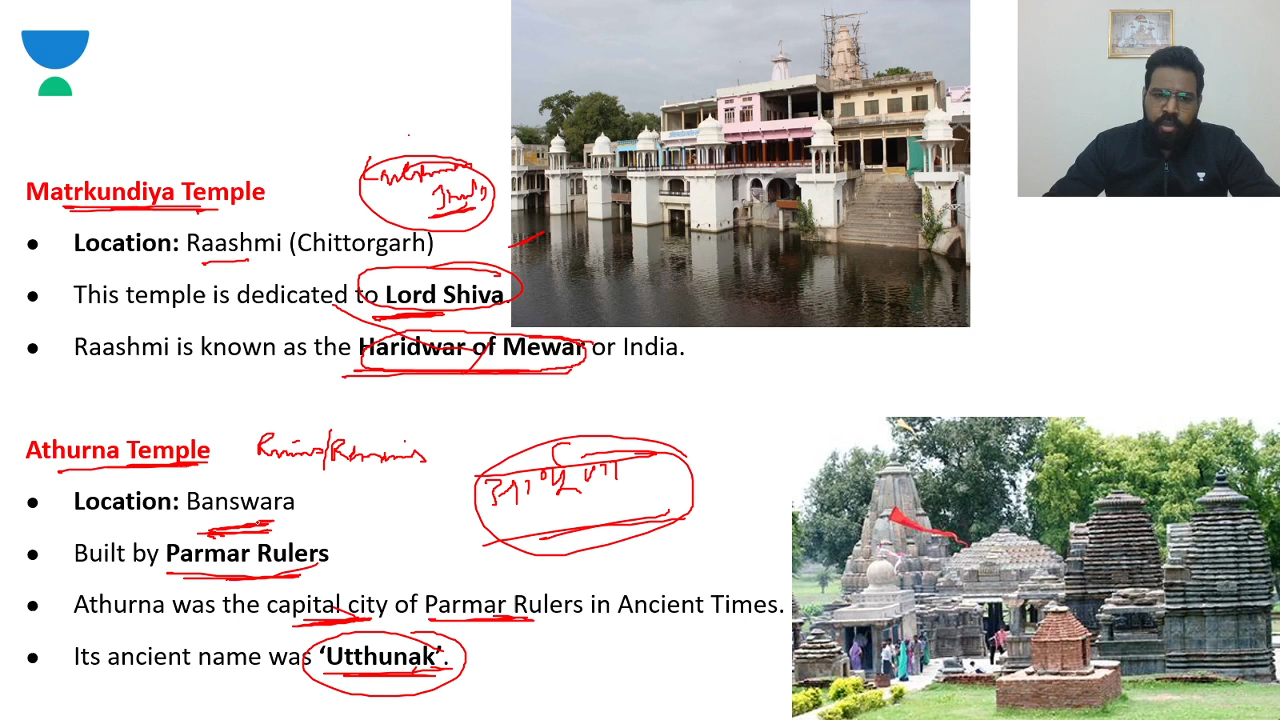 Matrkundiya Temple
● Location: Raashmi (Chittorgarh)
● This temple is dedicated to Lord Shiva
● Raashmi is known as the Haridwar of Mewar or India.
Athurna Temple
Ruins/Remains
● Location: Banswara
● Built by Parmar Rulers
● Athurna was the capital city of Parmar Rulers in Ancient Times.
● Its ancient name was ‘Utthunak’.